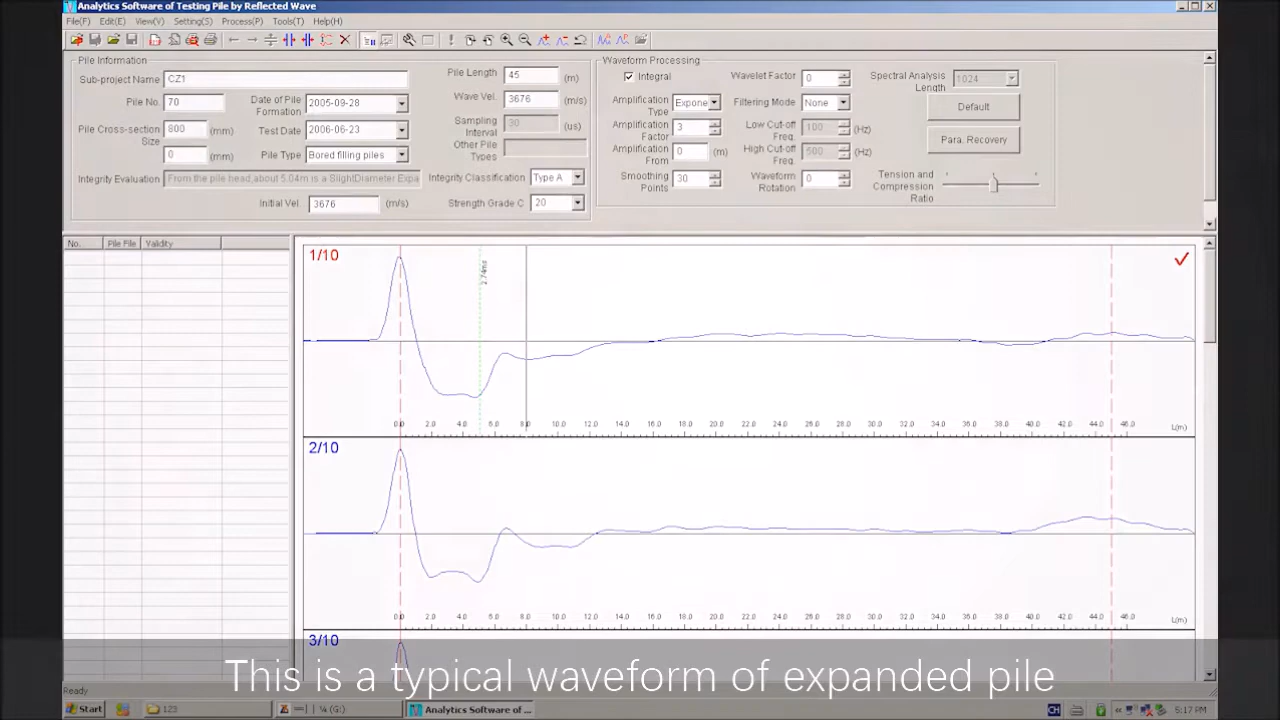 Analytics Software of Testing Pile by Reflected Wave
File(F) Edit(E) View(V) Setting(S) Process(P) Tools(T) Help(H)
Pile Information
Sub-project Name CZ1
Pile No. 70
Date of Pile Formation 2005-09-28
Pile Cross-section Size 800 (mm)
Test Date 2006-06-23
0 (mm)
Pile Type Bored filling piles
Integrity Evaluation From the pile head,about 5.04m is a SlightDiameter Expa
Initial Vel. 3676 (m/s)
Pile Length 45 (m)
Wave Vel. 3676 (m/s)
Sampling Interval 30 (us)
Other Pile Types
Integrity Classification Type A
Strength Grade C 20
Waveform Processing
Integral
Amplification Type Expone
Amplification Factor 3
Amplification From 0 (m)
Smoothing Points 30
Wavelet Factor 0
Filtering Mode None
Low Cut-off Freq. 100 (Hz)
High Cut-off Freq. 500 (Hz)
Waveform Rotation 0
Spectral Analysis Length 1024
Default
Para. Recovery
Tension and Compression Ratio
No. Pile File Validity
1/10
2.74ms
0.0 2.0 4.0 6.0 8.0 10.0 12.0 14.0 16.0 18.0 20.0 22.0 24.0 26.0 28.0 30.0 32.0 34.0 36.0 38.0 40.0 42.0 44.0 46.0 L(m)
2/10
0.0 2.0 4.0 6.0 8.0 10.0 12.0 14.0 16.0 18.0 20.0 22.0 24.0 26.0 28.0 30.0 32.0 34.0 36.0 38.0 40.0 42.0 44.0 46.0 L(m)
3/10
This is a typical waveform of expanded pile
Ready
Start 123 (G:) Analytics Software of ... CH 5:17 PM